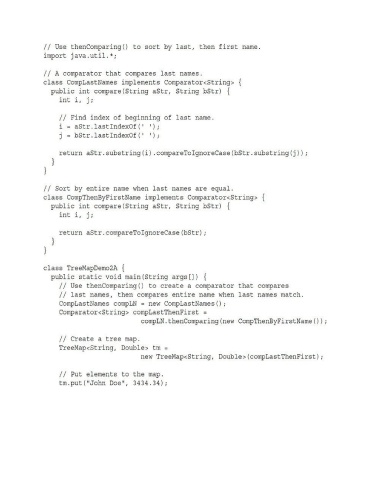 // Use thenComparing() to sort by last, then first name.
import java.util.*;

// A comparator that compares last names.
class CompLastNames implements Comparator<String> {
  public int compare(String aStr, String bStr) {
    int i, j;

    // Find index of beginning of last name.
    i = aStr.lastIndexOf(' ');
    j = bStr.lastIndexOf(' ');

    return aStr.substring(i).compareToIgnoreCase(bStr.substring(j));
  }
}

// Sort by entire name when last names are equal.
class CompThenByFirstName implements Comparator<String> {
  public int compare(String aStr, String bStr) {
    int i, j;

    return aStr.compareToIgnoreCase(bStr);
  }
}

class TreeMapDemo2A {
  public static void main(String args[]) {
    // Use thenComparing() to create a comparator that compares
    // last names, then compares entire name when last names match.
    CompLastNames compLN = new CompLastNames();
    Comparator<String> compLastThenFirst =
                         compLN.thenComparing(new CompThenByFirstName());

    // Create a tree map.
    TreeMap<String, Double> tm =
                         new TreeMap<String, Double>(compLastThenFirst);

    // Put elements to the map.
    tm.put("John Doe", 3434.34);